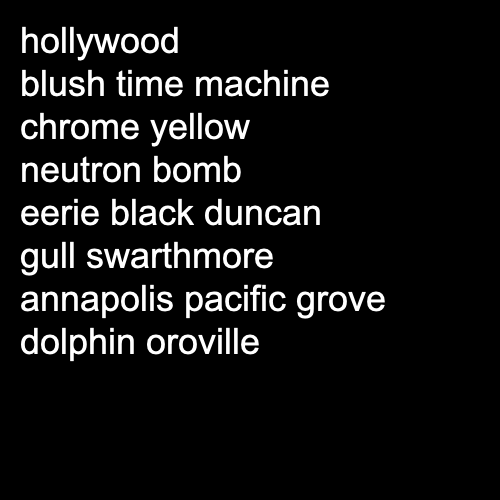 hollywood
blush time machine
chrome yellow
neutron bomb
eerie black duncan
gull swarthmore
annapolis pacific grove
dolphin oroville